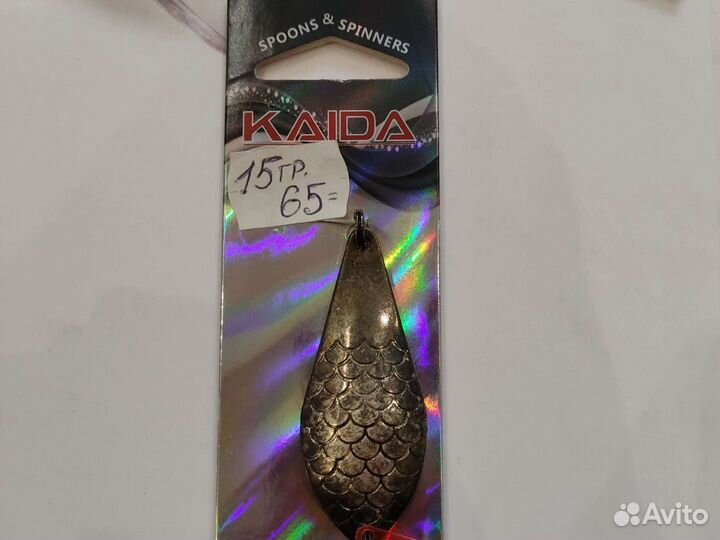 SPOONS & SPINNERS
KAIDA
15гр.
65=
Avito